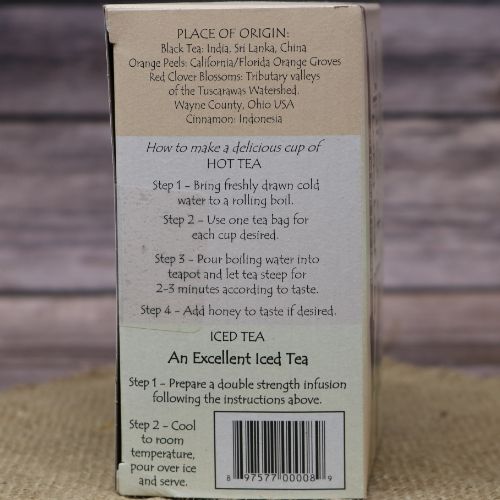 PLACE OF ORIGIN:
Black Tea: India, Sri Lanka, China
Orange Peels: California/Florida Orange Groves
Red Clover Blossoms: Tributary valleys
of the Tuscarawas Watershed,
Wayne County, Ohio USA
Cinnamon: Indonesia
How to make a delicious cup of
HOT TEA
Step 1 - Bring freshly drawn cold
water to a rolling boil.
Step 2 - Use one tea bag for
each cup desired.
Step 3 - Pour boiling water into
teapot and let tea steep for
2-3 minutes according to taste.
Step 4 - Add honey to taste if desired.
ICED TEA
An Excellent Iced Tea
Step 1 - Prepare a double strength infusion
following the instructions above.
Step 2 - Cool
to room
temperature,
pour over ice
and serve.
8 97577 00008 9